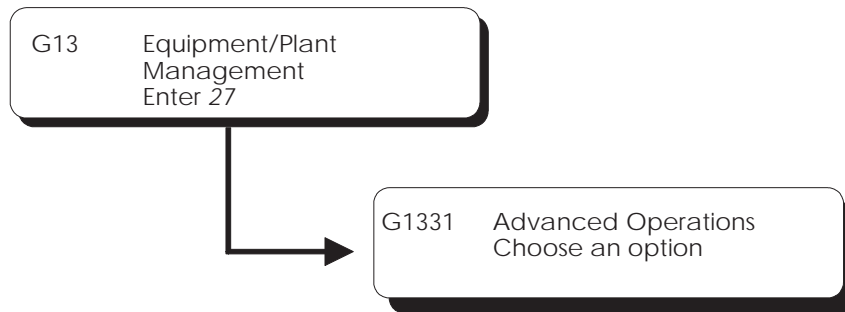 G13 Equipment/Plant
Management
Enter 27
G1331 Advanced Operations
Choose an option